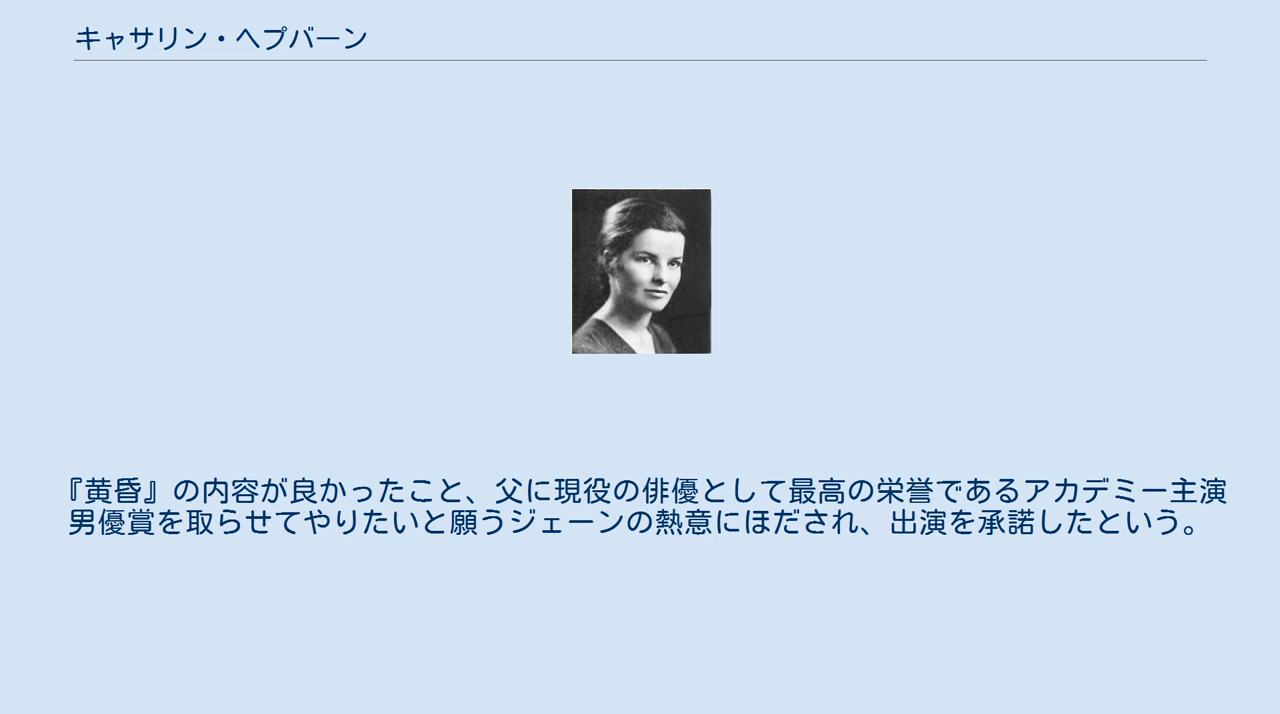 キャサリン・ヘプバーン
『黄昏』の内容が良かったこと、父に現役の俳優として最高の栄誉であるアカデミー主演
男優賞を取らせてやりたいと願うジェーンの熱意にほだされ、出演を承諾したという。